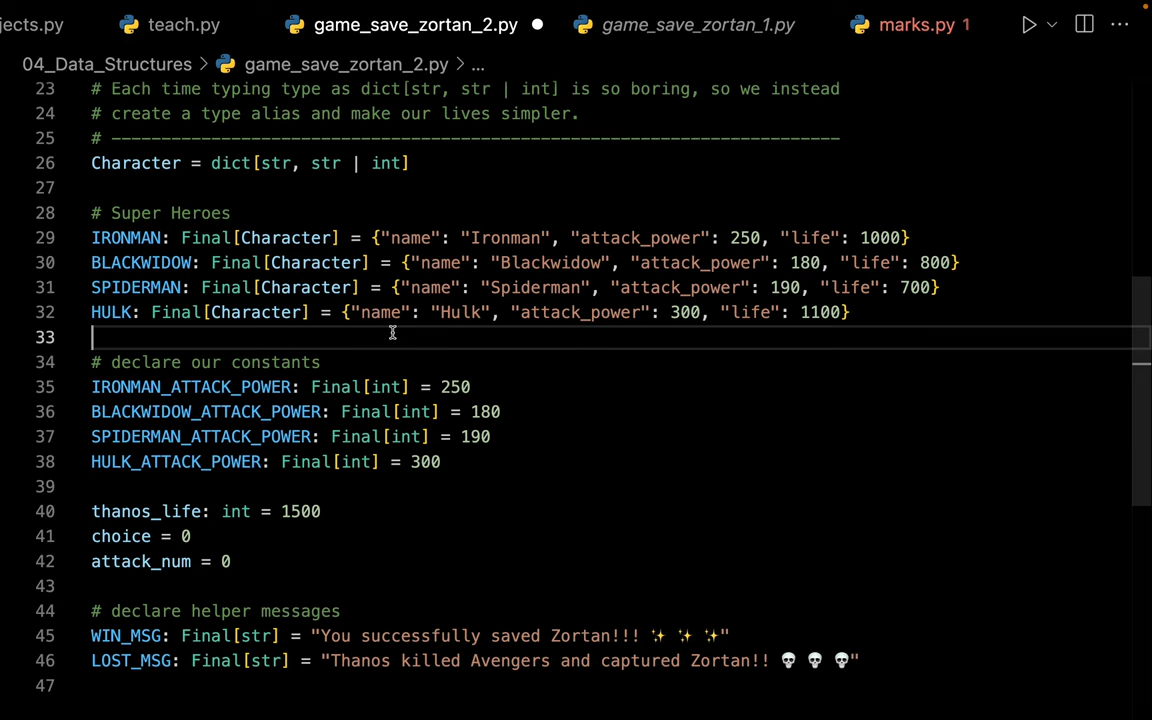 jects.py teach.py game_save_zortan_2.py game_save_zortan_1.py marks.py 1
04_Data_Structures > game_save_zortan_2.py > ...
23 # Each time typing type as dict[str, str | int] is so boring, so we instead
24 # create a type alias and make our lives simpler.
25 # -------------------------------------------------------------------------
26 Character = dict[str, str | int]
27
28 # Super Heroes
29 IRONMAN: Final[Character] = {"name": "Ironman", "attack_power": 250, "life": 1000}
30 BLACKWIDOW: Final[Character] = {"name": "Blackwidow", "attack_power": 180, "life": 800}
31 SPIDERMAN: Final[Character] = {"name": "Spiderman", "attack_power": 190, "life": 700}
32 HULK: Final[Character] = {"name": "Hulk", "attack_power": 300, "life": 1100}
33
34 # declare our constants
35 IRONMAN_ATTACK_POWER: Final[int] = 250
36 BLACKWIDOW_ATTACK_POWER: Final[int] = 180
37 SPIDERMAN_ATTACK_POWER: Final[int] = 190
38 HULK_ATTACK_POWER: Final[int] = 300
39
40 thanos_life: int = 1500
41 choice = 0
42 attack_num = 0
43
44 # declare helper messages
45 WIN_MSG: Final[str] = "You successfully saved Zortan!!! ✨ ✨ ✨"
46 LOST_MSG: Final[str] = "Thanos killed Avengers and captured Zortan!! 💀 💀 💀"
47